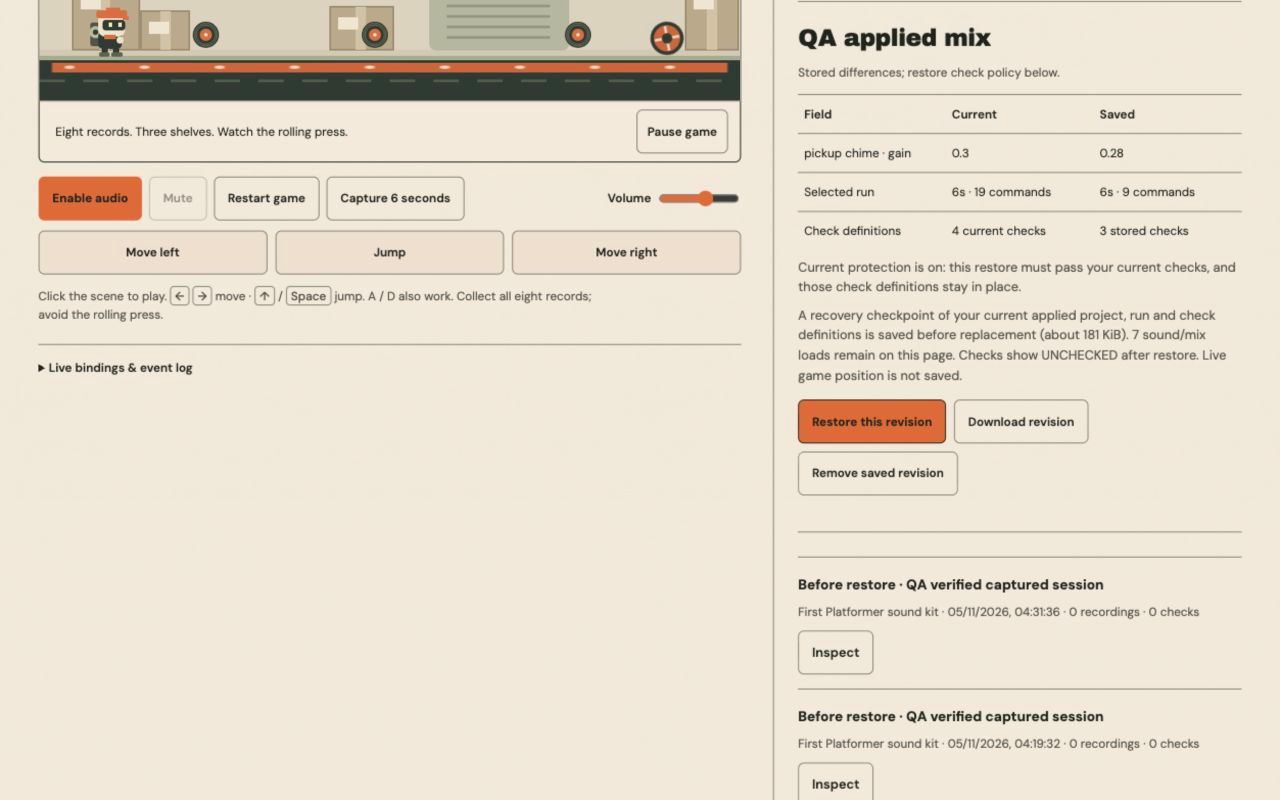 Eight records. Three shelves. Watch the rolling press.
Pause game
Enable audio
Mute
Restart game
Capture 6 seconds
Volume
Move left
Jump
Move right
Click the scene to play. ← → move · ↑ / Space jump. A / D also work. Collect all eight records;
avoid the rolling press.
▶ Live bindings & event log
QA applied mix
Stored differences; restore check policy below.
Field Current Saved
pickup chime · gain 0.3 0.28
Selected run 6s · 19 commands 6s · 9 commands
Check definitions 4 current checks 3 stored checks
Current protection is on: this restore must pass your current checks, and
those check definitions stay in place.
A recovery checkpoint of your current applied project, run and check
definitions is saved before replacement (about 181 KiB). 7 sound/mix
loads remain on this page. Checks show UNCHECKED after restore. Live
game position is not saved.
Restore this revision
Download revision
Remove saved revision
Before restore · QA verified captured session
First Platformer sound kit · 05/11/2026, 04:31:36 · 0 recordings · 0 checks
Inspect
Before restore · QA verified captured session
First Platformer sound kit · 05/11/2026, 04:19:32 · 0 recordings · 0 checks
Inspect